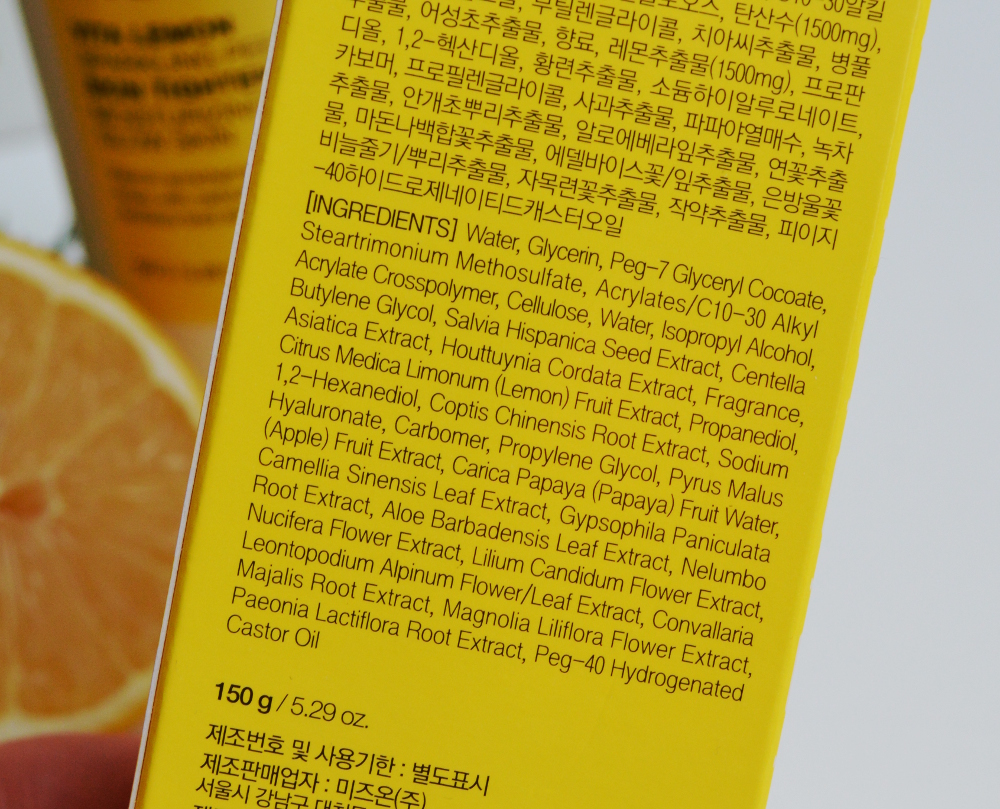 VITA LEMON
10-30알킬
탄산수(1500mg),
부틸렌글라이콜, 치아씨추출물, 병풀
추출물, 어성초추출물, 향료, 레몬추출물(1500mg), 프로판
디올, 1,2-헥산디올, 황련추출물, 소듐하이알루로네이트,
카보머, 프로필렌글라이콜, 사과추출물, 파파야열매수, 녹차
추출물, 안개초뿌리추출물, 알로에베라잎추출물, 연꽃추출
물, 마돈나백합꽃추출물, 에델바이스꽃/잎추출물, 은방울꽃
비늘줄기/뿌리추출물, 자목련꽃추출물, 작약추출물, 피이지
-40하이드로제네이티드캐스터오일
[INGREDIENTS] Water, Glycerin, Peg-7 Glyceryl Cocoate,
Steartrimonium Methosulfate, Acrylates/C10-30 Alkyl
Acrylate Crosspolymer, Cellulose, Water, Isopropyl Alcohol,
Butylene Glycol, Salvia Hispanica Seed Extract, Centella
Asiatica Extract, Houttuynia Cordata Extract, Fragrance,
Citrus Medica Limonum (Lemon) Fruit Extract, Propanediol,
1,2-Hexanediol, Coptis Chinensis Root Extract, Sodium
Hyaluronate, Carbomer, Propylene Glycol, Pyrus Malus
(Apple) Fruit Extract, Carica Papaya (Papaya) Fruit Water,
Camellia Sinensis Leaf Extract, Gypsophila Paniculata
Root Extract, Aloe Barbadensis Leaf Extract, Nelumbo
Nucifera Flower Extract, Lilium Candidum Flower Extract,
Leontopodium Alpinum Flower/Leaf Extract, Convallaria
Majalis Root Extract, Magnolia Liliflora Flower Extract,
Paeonia Lactiflora Root Extract, Peg-40 Hydrogenated
Castor Oil
150 g / 5.29 oz.
제조번호 및 사용기한 : 별도표시
제조판매업자 : 미즈온(주)
서울시 강남구